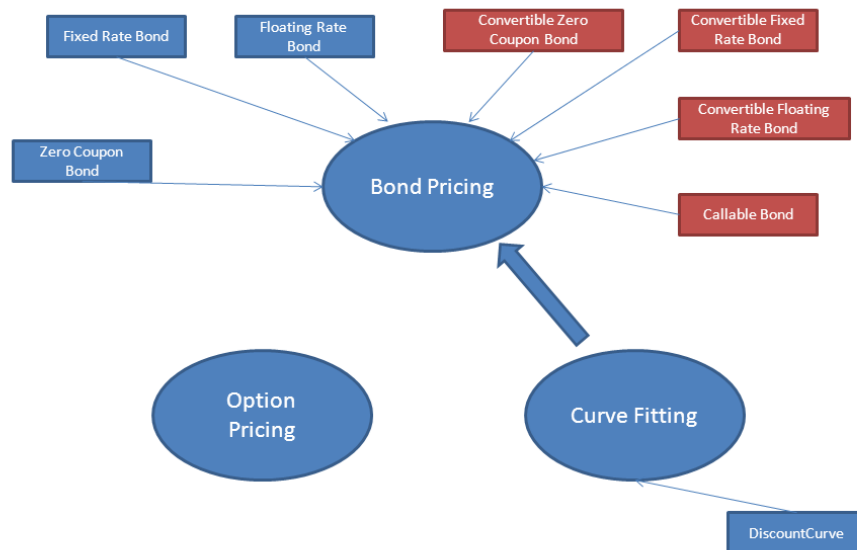 Fixed Rate Bond
Floating Rate
Bond
Convertible Zero
Coupon Bond
Convertible Fixed
Rate Bond
Convertible Floating
Rate Bond
Zero Coupon
Bond
Bond Pricing
Callable Bond
Option
Pricing
Curve Fitting
DiscountCurve